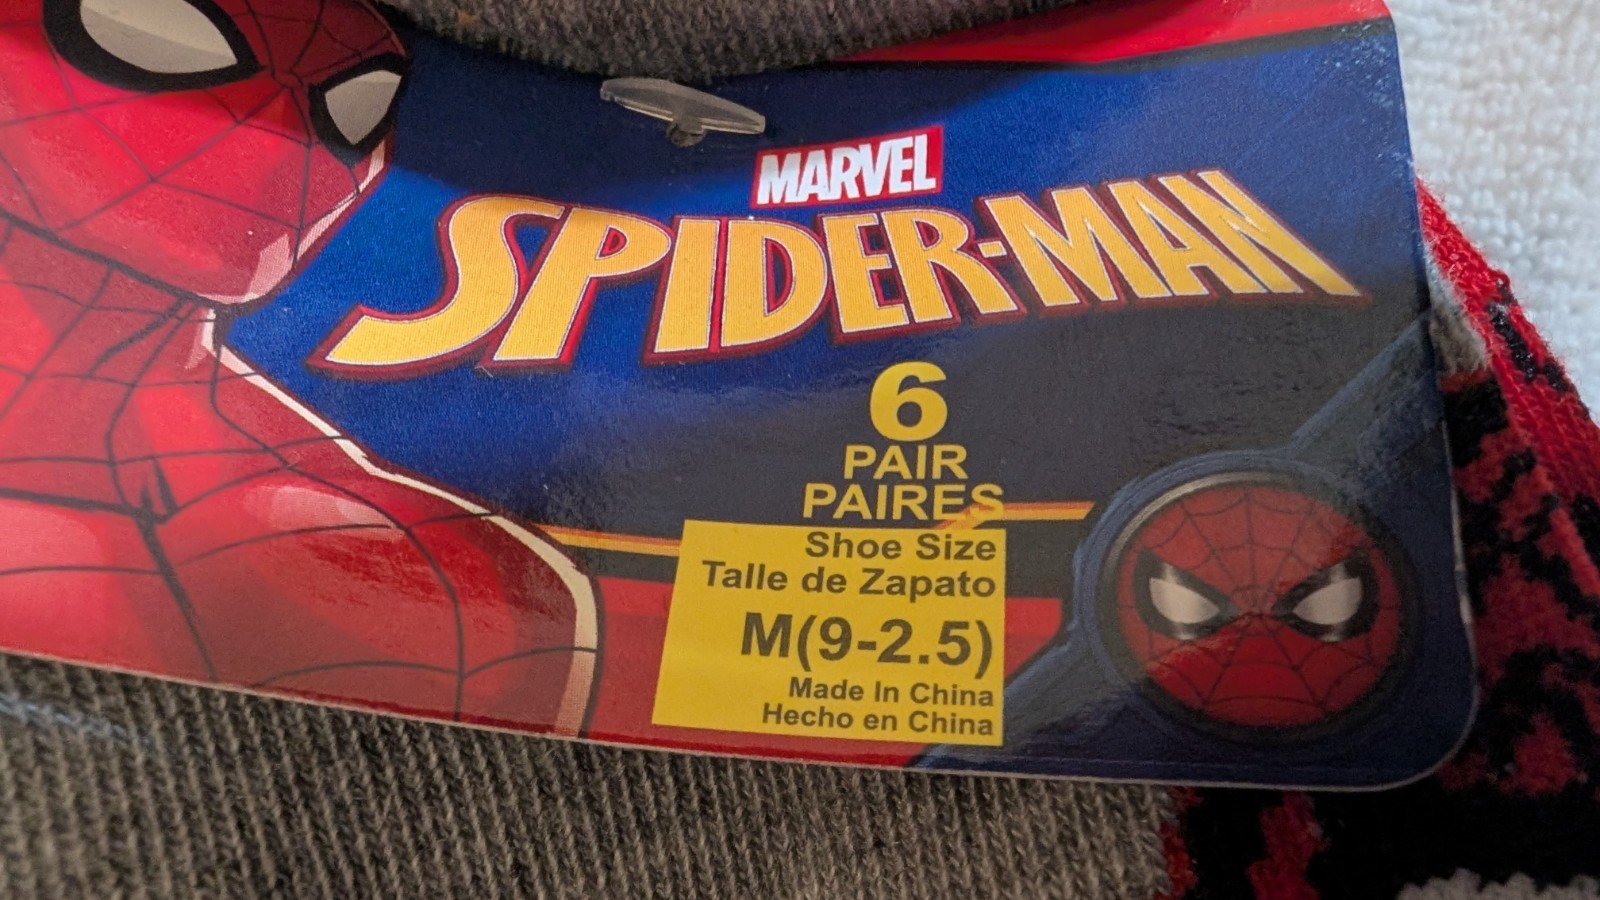 MARVEL
SPIDER-MAN
6
PAIR
PAIRES
Shoe Size
Talle de Zapato
M(9-2.5)
Made In China
Hecho en China